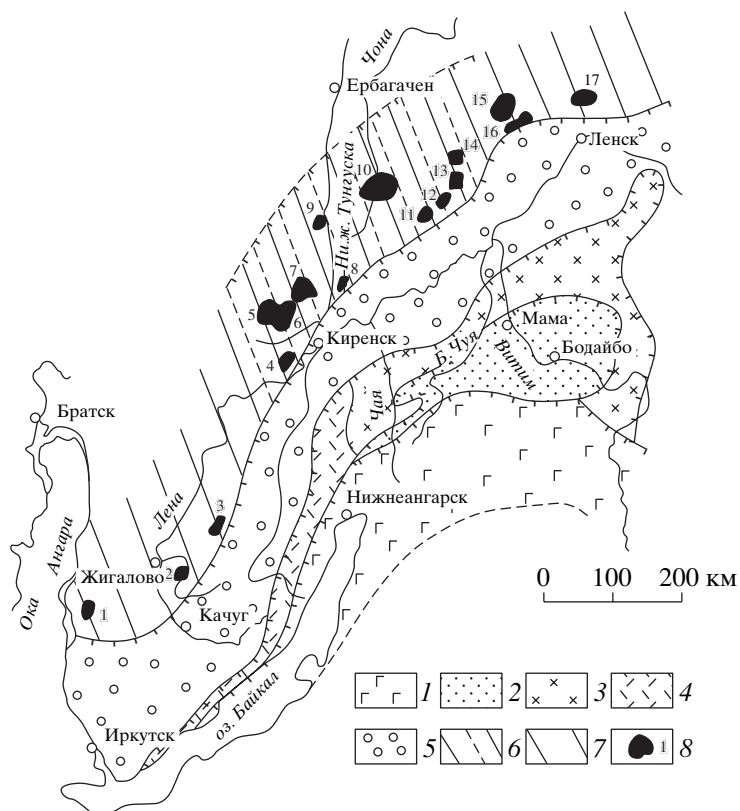 Чона
Ербагачен
17
15
16
Ленск
14
13
12
11
10
9
Ниж. Тунгуска
8
7
5
6
Киренск
4
Мама
Бодайбо
Б. Чуя
Витим
Чая
Братск
Нижнеангарск
Лена
3
Ангара
Ока
Жигалово
2
1
Качуг
0 100 200 км
оз. Байкал
Иркутск
1 2 3 4
5 6 7 1 8